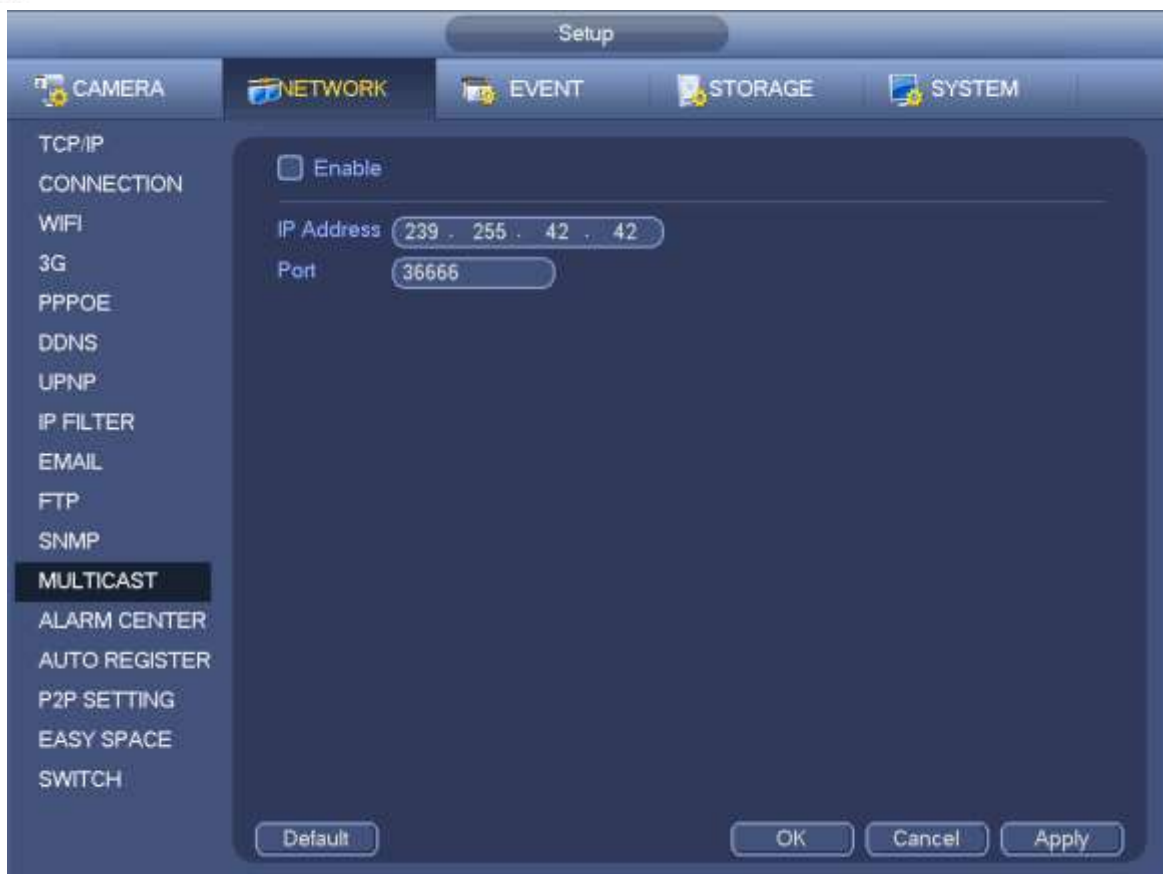 Setup
CAMERA NETWORK EVENT STORAGE SYSTEM
TCP/IP
CONNECTION
WIFI
3G
PPPOE
DDNS
UPNP
IP FILTER
EMAIL
FTP
SNMP
MULTICAST
ALARM CENTER
AUTO REGISTER
P2P SETTING
EASY SPACE
SWITCH
Enable
IP Address 239 . 255 . 42 . 42
Port 36666
Default OK Cancel Apply